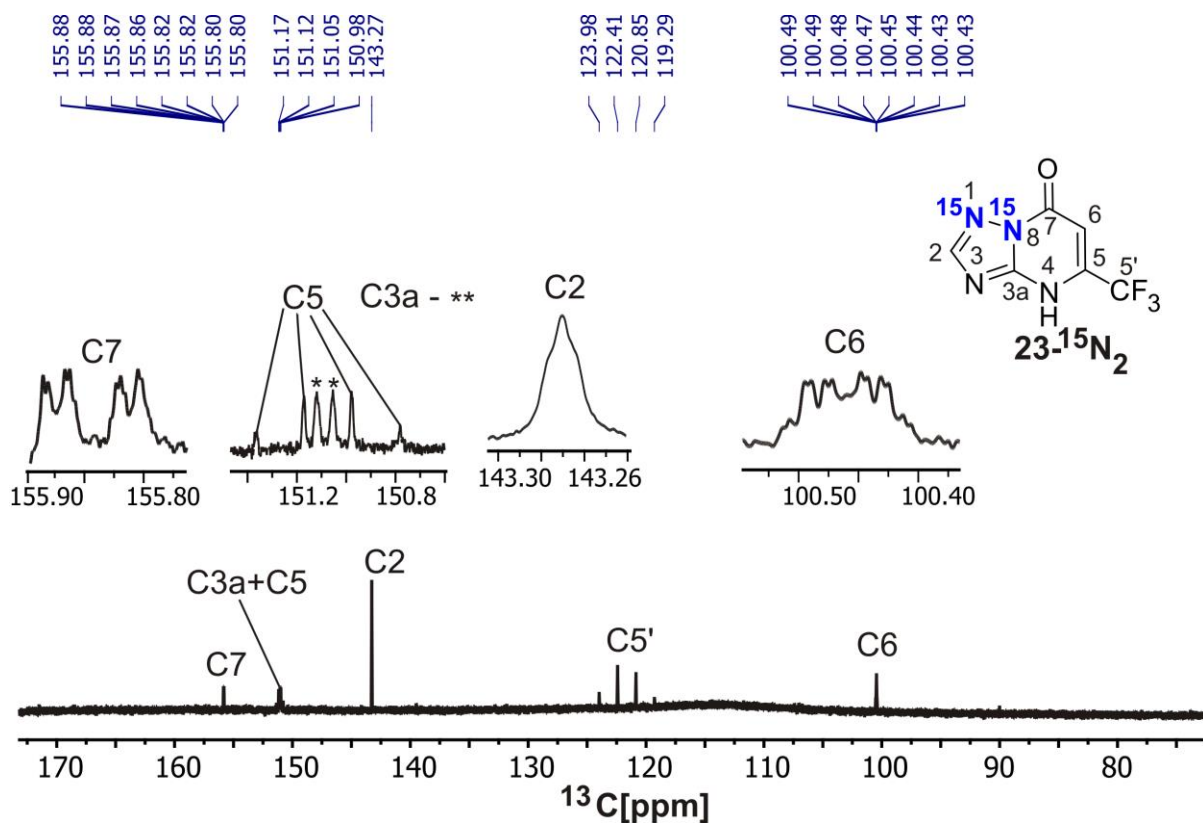 155.88
155.88
155.87
155.86
155.82
155.82
155.80
155.80
151.17
151.12
151.05
150.98
143.27
123.98
122.41
120.85
119.29
100.49
100.49
100.48
100.47
100.45
100.44
100.43
100.43
O
1
15N 15N
7
6
8
2
3
N
3a
4
N
H
5
5'
CF3
23-15N2
C7
C5
C3a - **
* *
C2
C6
155.90 155.80
151.2 150.8
143.30 143.26
100.50 100.40
C7
C3a+C5
C2
C5'
C6
170 160 150 140 130 120 110 100 90 80
13C[ppm]